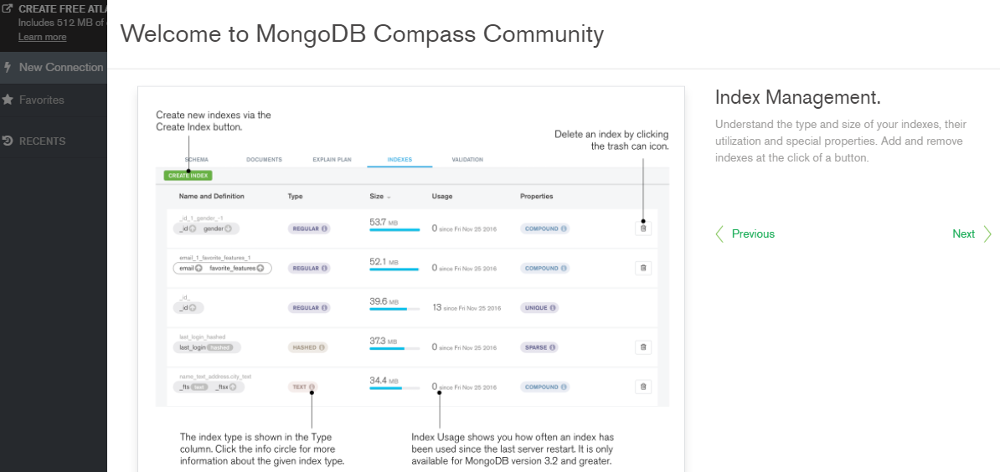 CREATE FREE ATLA
Includes 512 MB of
Learn more
New Connection
Favorites
RECENTS
Welcome to MongoDB Compass Community
Create new indexes via the
Create Index button.
Delete an index by clicking
the trash can icon.
SCHEMA DOCUMENTS EXPLAIN PLAN INDEXES VALIDATION
CREATE INDEX
Name and Definition Type Size Usage Properties
_id_1_gender_-1
_id gender REGULAR 53.7 MB 0 since Fri Nov 25 2016 COMPOUND
email_1_favorite_features_1
email favorite_features REGULAR 52.1 MB 0 since Fri Nov 25 2016 COMPOUND
_id_
_id REGULAR 39.6 MB 13 since Fri Nov 25 2016 UNIQUE
last_login_hashed
last_login hashed HASHED 37.3 MB 0 since Fri Nov 25 2016 SPARSE
name_text_address.city_text
_fts text _ftsx TEXT 34.4 MB 0 since Fri Nov 25 2016 COMPOUND
The index type is shown in the Type
column. Click the info circle for more
information about the given index type.
Index Usage shows you how often an index has
been used since the last server restart. It is only
available for MongoDB version 3.2 and greater.
Index Management.
Understand the type and size of your indexes, their
utilization and special properties. Add and remove
indexes at the click of a button.
Previous Next